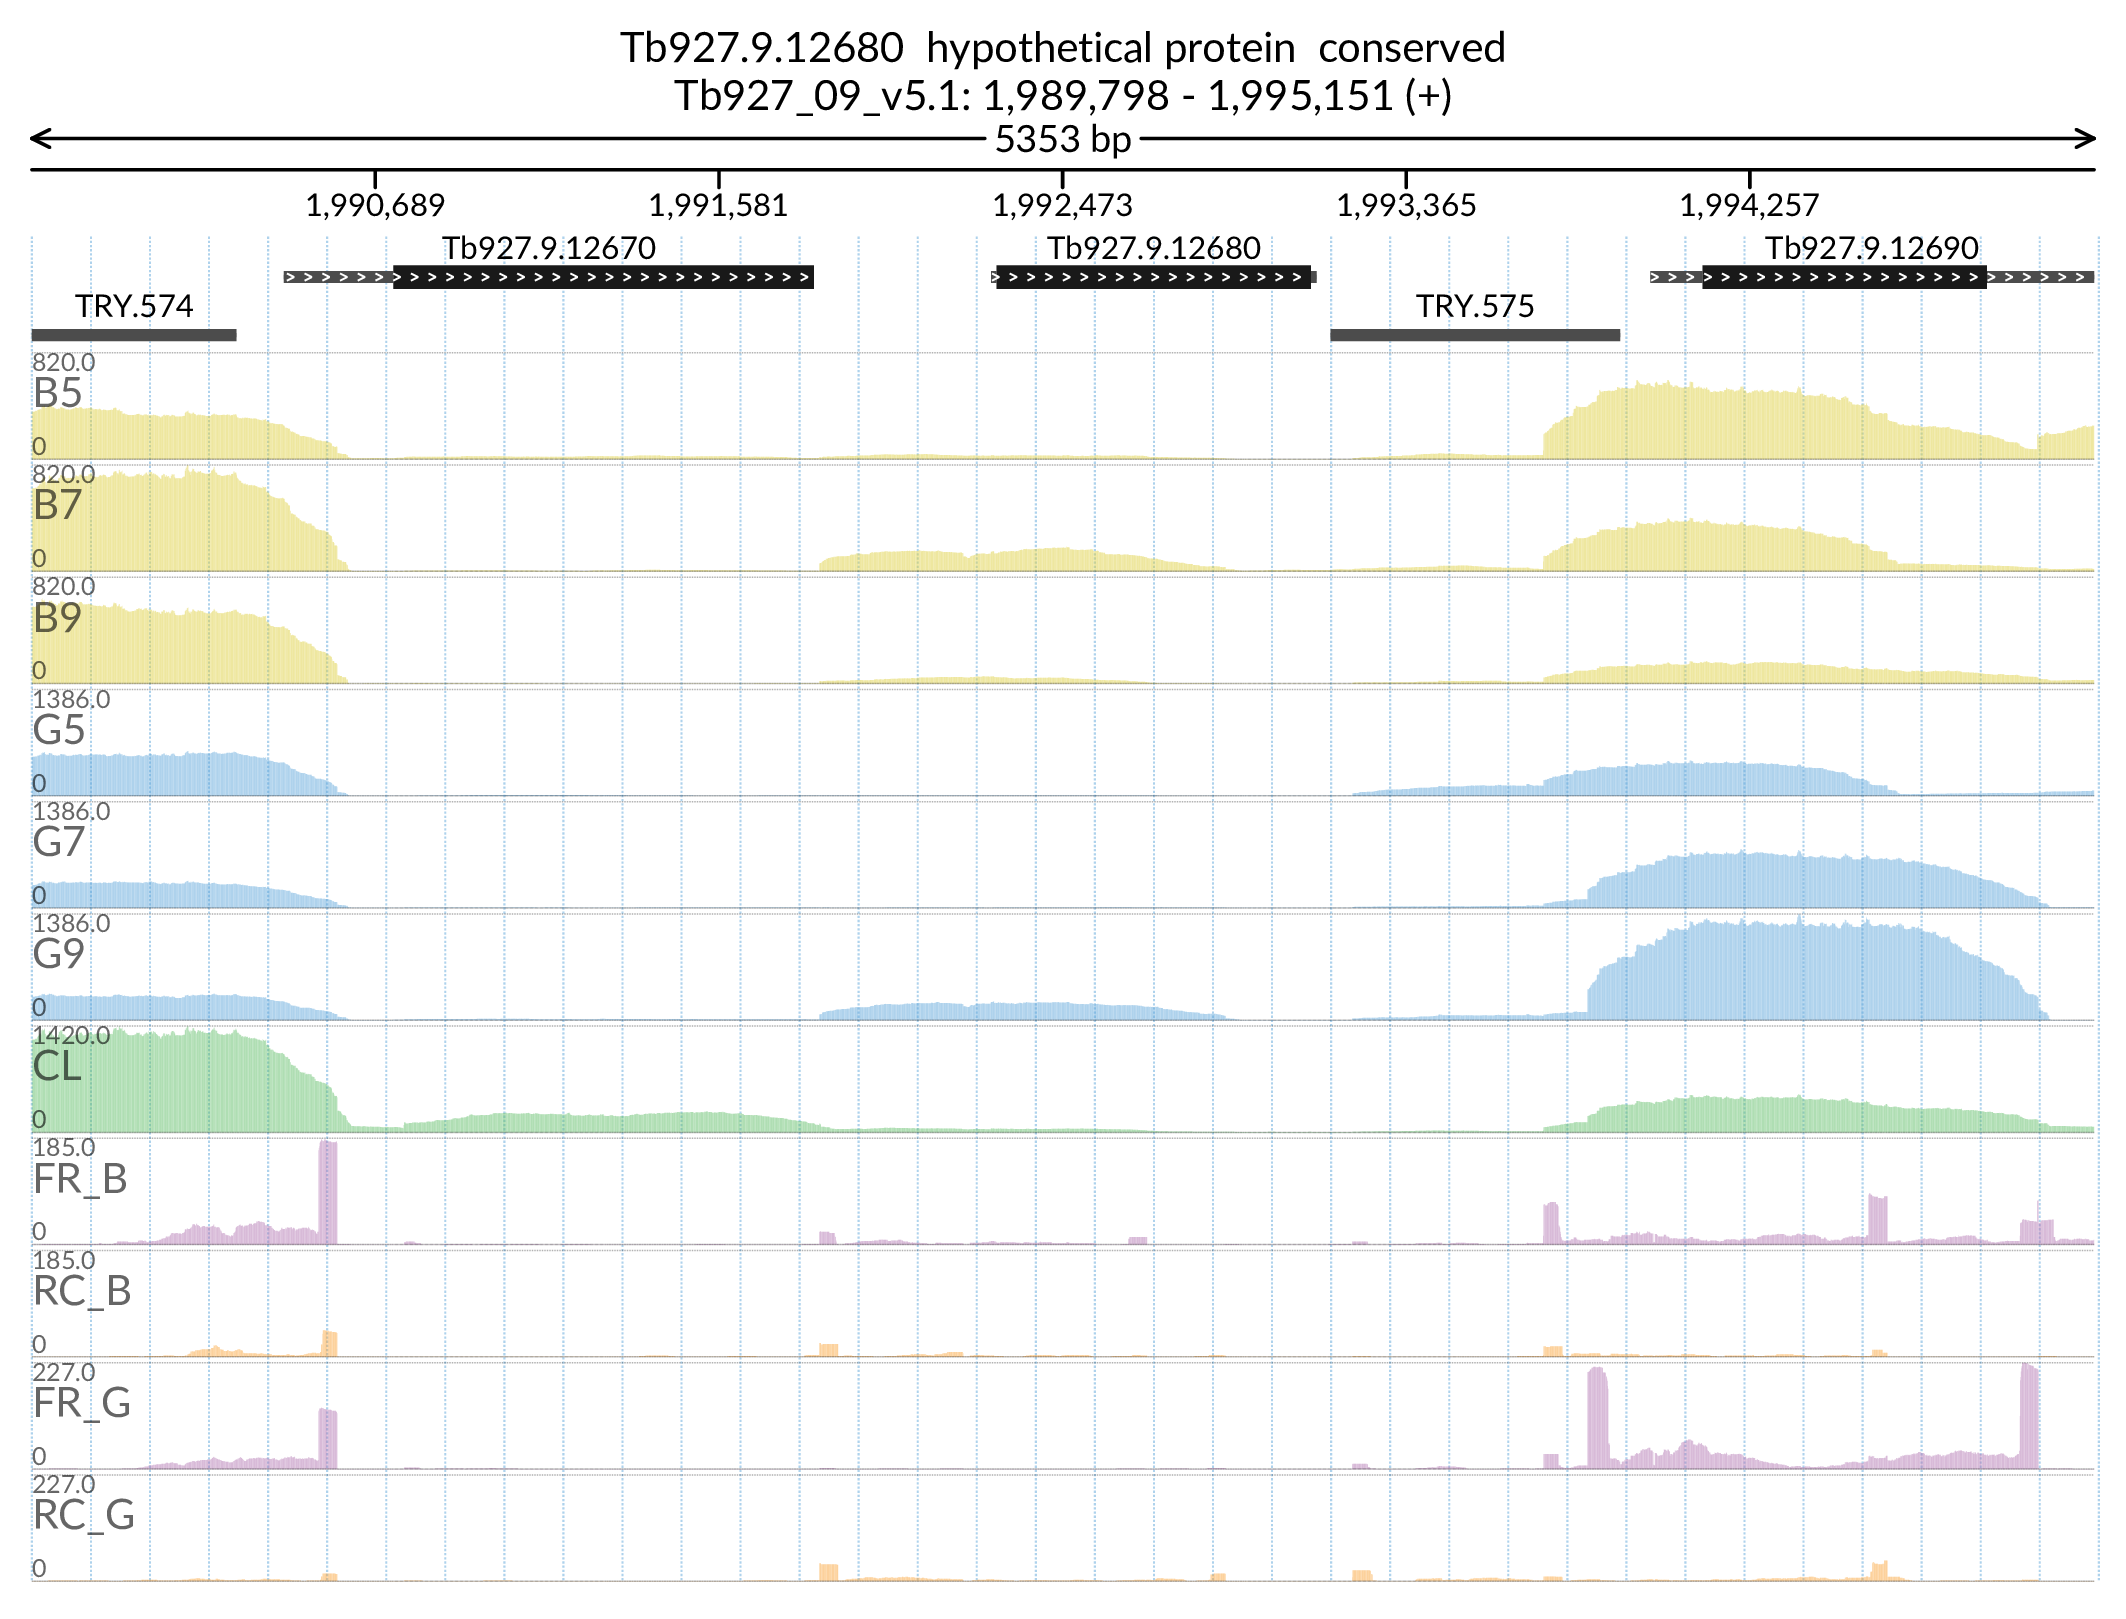 Tb927.9.12680  hypothetical protein  conserved
Tb927_09_v5.1: 1,989,798 - 1,995,151 (+)
5353 bp
1,990,689 1,991,581 1,992,473 1,993,365 1,994,257
Tb927.9.12670 Tb927.9.12680 Tb927.9.12690
TRY.574 TRY.575
820.0
B5
0
820.0
B7
0
820.0
B9
0
1386.0
G5
0
1386.0
G7
0
1386.0
G9
0
1420.0
CL
0
185.0
FR_B
0
185.0
RC_B
0
227.0
FR_G
0
227.0
RC_G
0